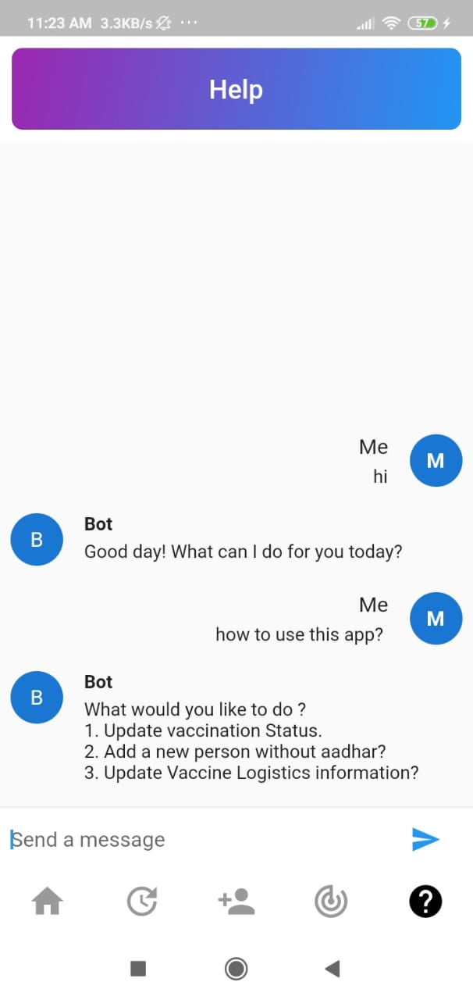 11:23 AM 3.3KB/s ...
57
Help
Me
M
hi
Bot
B
Good day! What can I do for you today?
Me
M
how to use this app?
Bot
B
What would you like to do ?
1. Update vaccination Status.
2. Add a new person without aadhar?
3. Update Vaccine Logistics information?
Send a message
?